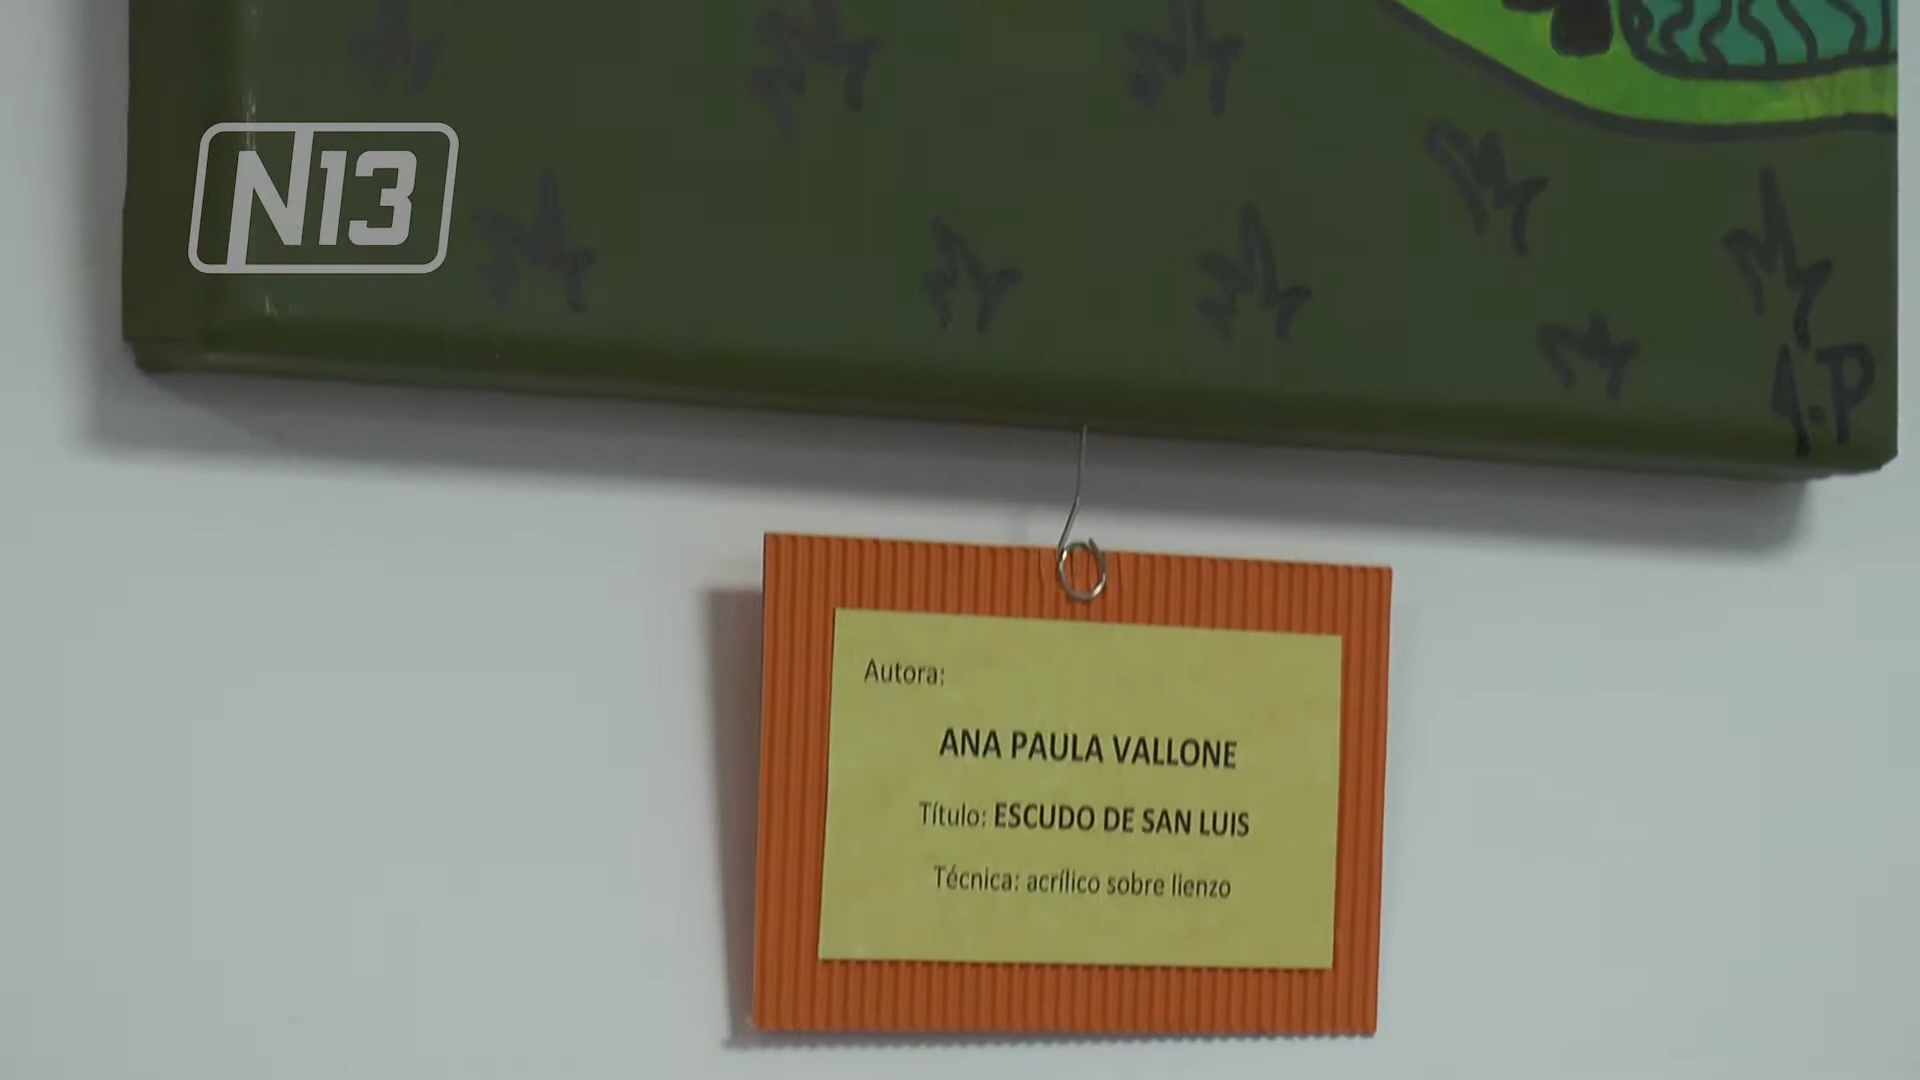 N13
A.P
Autora:
ANA PAULA VALLONE
Título: ESCUDO DE SAN LUIS
Técnica: acrílico sobre lienzo